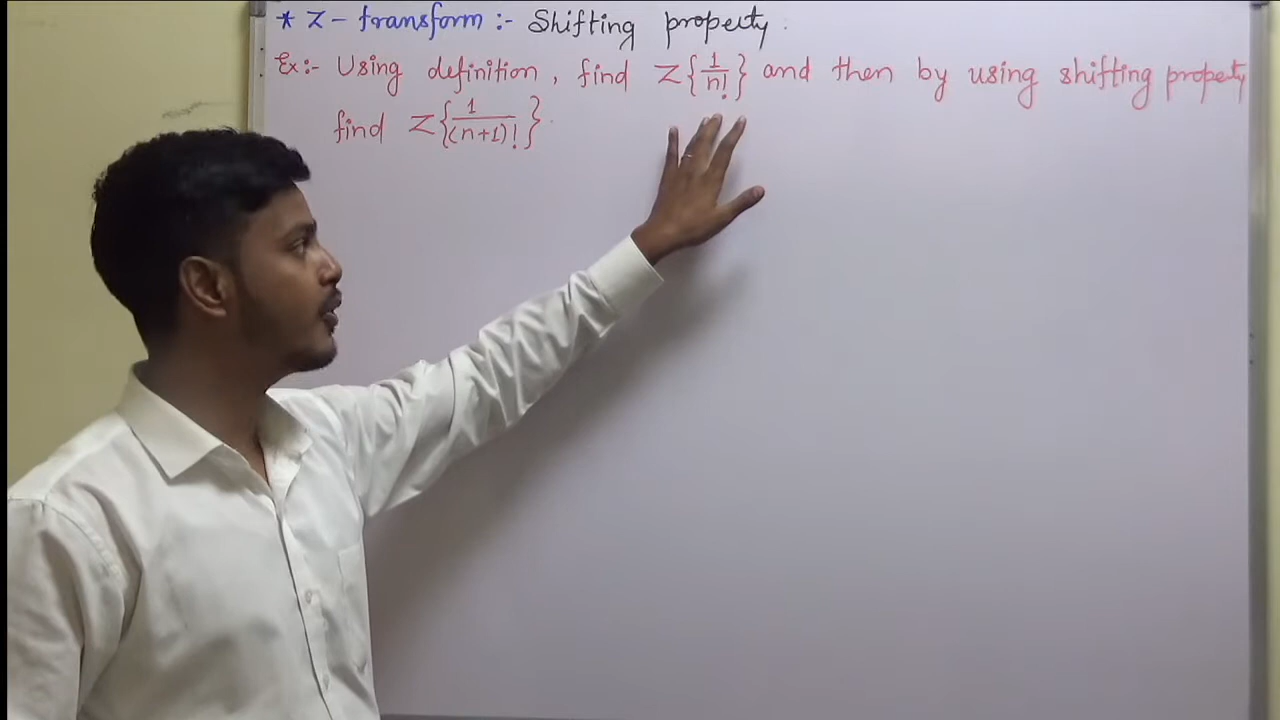 * Z - transform :- Shifting property.
Ex:- Using definition, find Z{1/n!} and then by using shifting property
find Z{1/(n+1)!}.